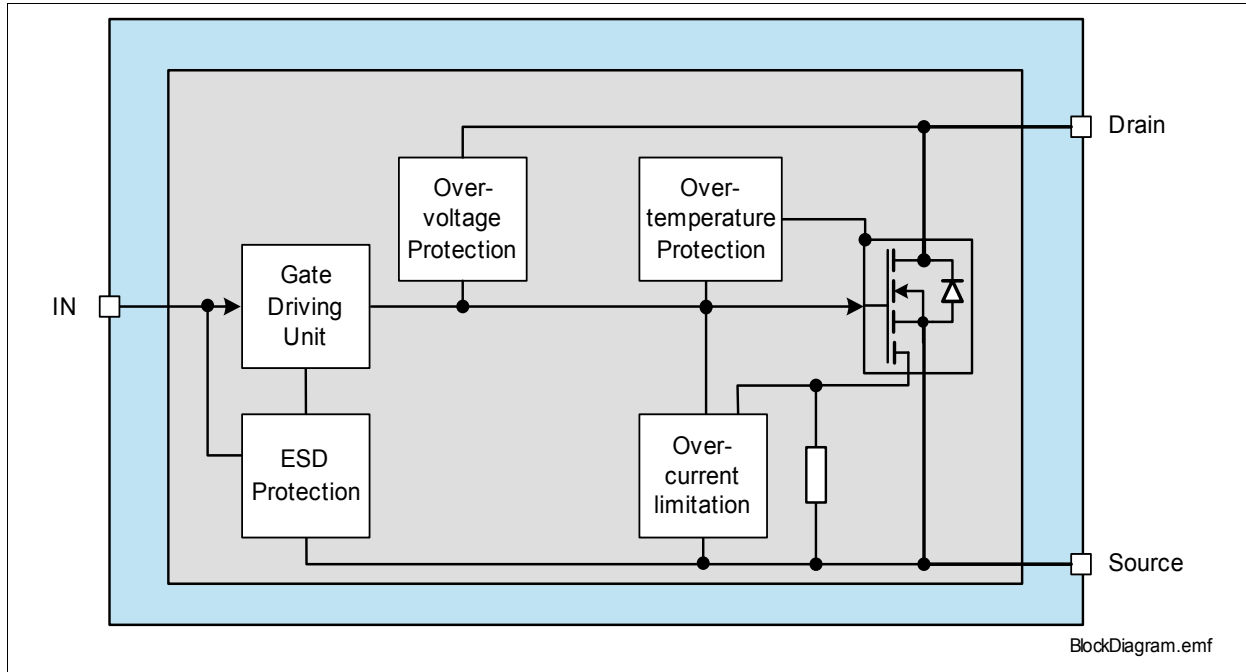 Drain
Over-
voltage
Protection
Over-
temperature
Protection
Gate
Driving
Unit
IN
ESD
Protection
Over-
current
limitation
Source
BlockDiagram.emf